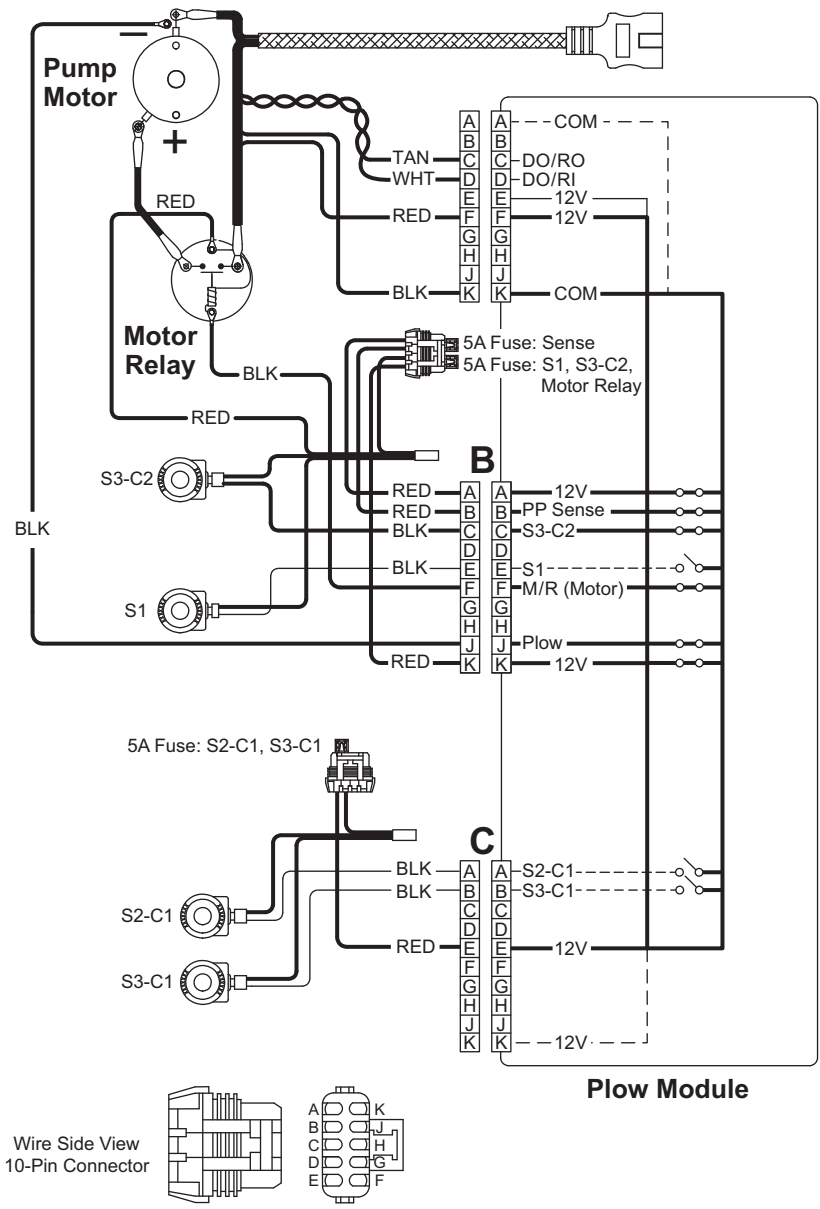 Pump
Motor
−
+
RED
TAN
WHT
RED
BLK
A
B
C
D
E
F
G
H
J
K
A
B
C
D
E
F
G
H
J
K
COM
DO/RO
DO/RI
12V
12V
COM
Motor
Relay
BLK
RED
5A Fuse: Sense
5A Fuse: S1, S3-C2,
Motor Relay
S3-C2
BLK
S1
B
RED
RED
BLK
BLK
RED
A
B
C
D
E
F
G
H
J
K
A
B
C
D
E
F
G
H
J
K
12V
PP Sense
S3-C2
S1
M/R (Motor)
Plow
12V
5A Fuse: S2-C1, S3-C1
C
S2-C1
S3-C1
BLK
BLK
RED
A
B
C
D
E
F
G
H
J
K
A
B
C
D
E
F
G
H
J
K
S2-C1
S3-C1
12V
12V
Plow Module
Wire Side View
10-Pin Connector
A
B
C
D
E
K
J
H
G
F